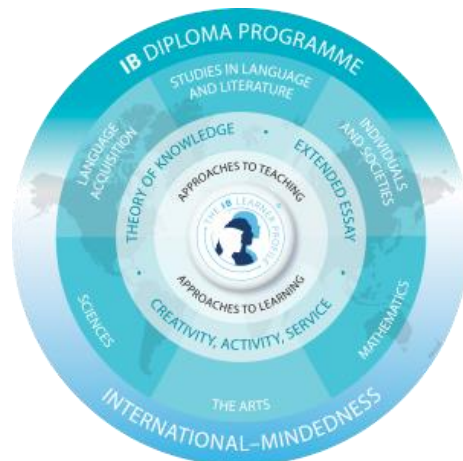 IB DIPLOMA PROGRAMME
STUDIES IN LANGUAGE
AND LITERATURE
LANGUAGE
ACQUISITION
INDIVIDUALS
AND SOCIETIES
THEORY OF KNOWLEDGE
•
EXTENDED ESSAY
•
APPROACHES TO TEACHING
THE IB LEARNER PROFILE
APPROACHES TO LEARNING
•
CREATIVITY, ACTIVITY, SERVICE
SCIENCES
MATHEMATICS
THE ARTS
INTERNATIONAL–MINDEDNESS